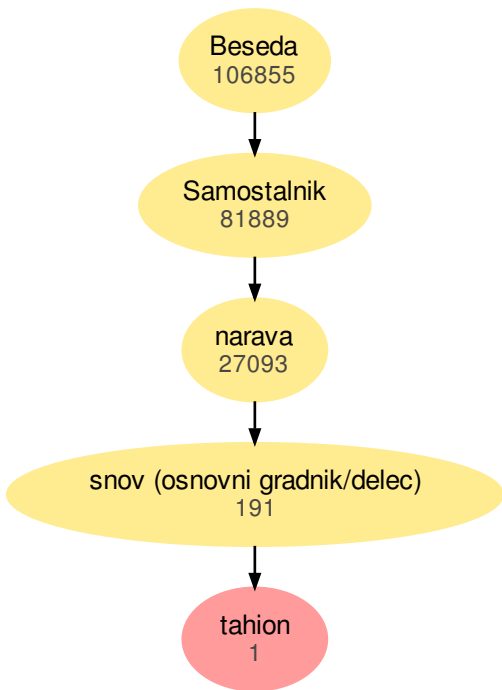 Beseda
106855
Samostalnik
81889
narava
27093
snov (osnovni gradnik/delec)
191
tahion
1